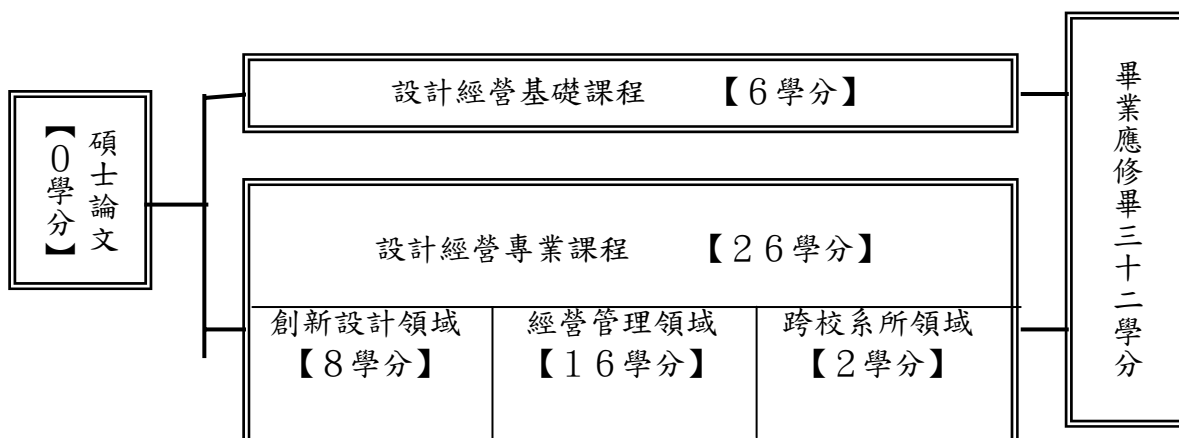 碩士論文
【0學分】
設計經營基礎課程　【6學分】
設計經營專業課程　【26學分】
創新設計領域
【8學分】
經營管理領域
【16學分】
跨校系所領域
【2學分】
畢業應修畢三十二學分